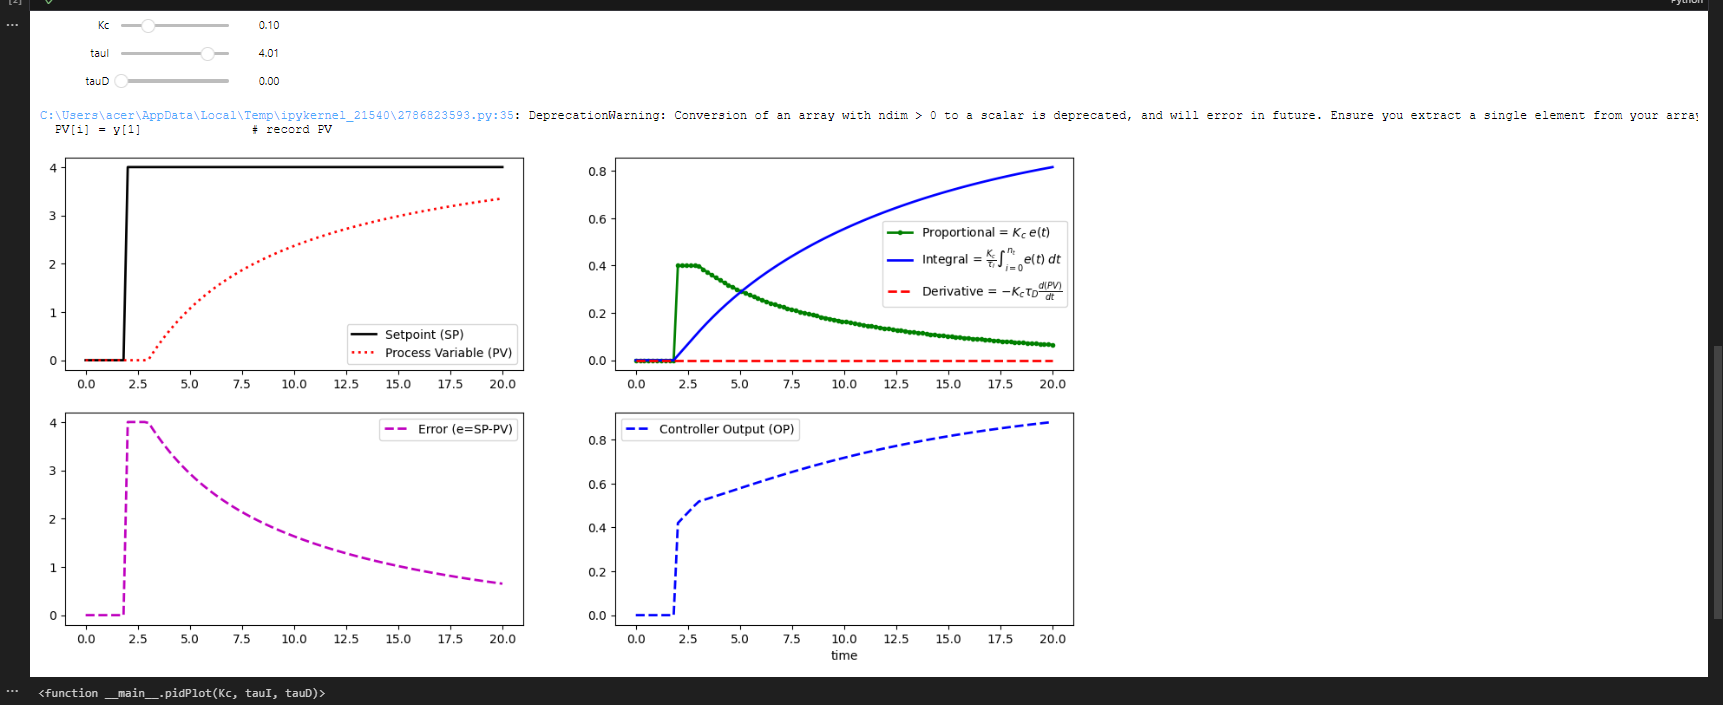 [2]
Python
Kc 0.10
tauI 4.01
tauD 0.00
C:\Users\acer\AppData\Local\Temp\ipykernel_21540\2786823593.py:35: DeprecationWarning: Conversion of an array with ndim > 0 to a scalar is deprecated, and will error in future. Ensure you extract a single element from your array
PV[i] = y[1] # record PV
4
3
2
1
0
Setpoint (SP)
Process Variable (PV)
0.0 2.5 5.0 7.5 10.0 12.5 15.0 17.5 20.0
0.8
0.6
0.4
0.2
0.0
Proportional = K_c e(t)
Integral = \frac{K_c}{τ_i} ∫_{i=0}^{n_t} e(t) dt
Derivative = −K_c τ_D \frac{d(PV)}{dt}
0.0 2.5 5.0 7.5 10.0 12.5 15.0 17.5 20.0
4
3
2
1
0
Error (e=SP-PV)
0.0 2.5 5.0 7.5 10.0 12.5 15.0 17.5 20.0
0.8
0.6
0.4
0.2
0.0
Controller Output (OP)
0.0 2.5 5.0 7.5 10.0 12.5 15.0 17.5 20.0
time
<function __main__.pidPlot(Kc, tauI, tauD)>